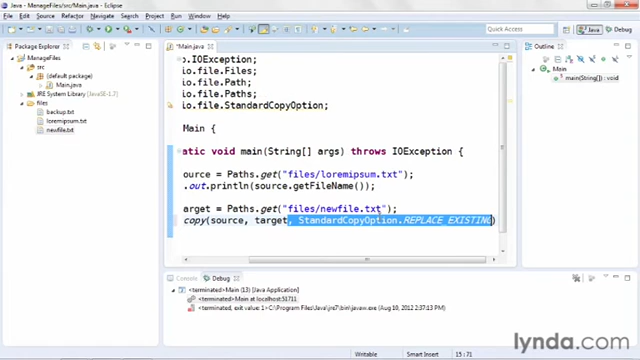 Java - ManageFiles/src/Main.java - Eclipse
File Edit Source Refactor Navigate Search Project Run Window Help
Quick Access
Java
Debug
Package Explorer
*Main.java
Outline
ManageFiles
src
(default package)
Main.java
JRE System Library [JavaSE-1.7]
files
backup.txt
loremipsum.txt
newfile.txt
o.IOException;
o.file.Files;
o.file.Path;
o.file.Paths;
o.file.StandardCopyOption;
Main {
atic void main(String[] args) throws IOException {
ource = Paths.get("files/loremipsum.txt");
.out.println(source.getFileName());
arget = Paths.get("files/newfile.txt");
copy(source, target, StandardCopyOption.REPLACE_EXISTING)
Main
main(String[]) : void
Console
Debug
<terminated> Main (13) [Java Application]
<terminated> Main at localhost:51711
<terminated, exit value: 1> C:\Program Files\Java\jre7\bin\javaw.exe (Aug 10, 2012 2:37:13 PM)
Writable
Smart Insert
15 : 71
lynda.com